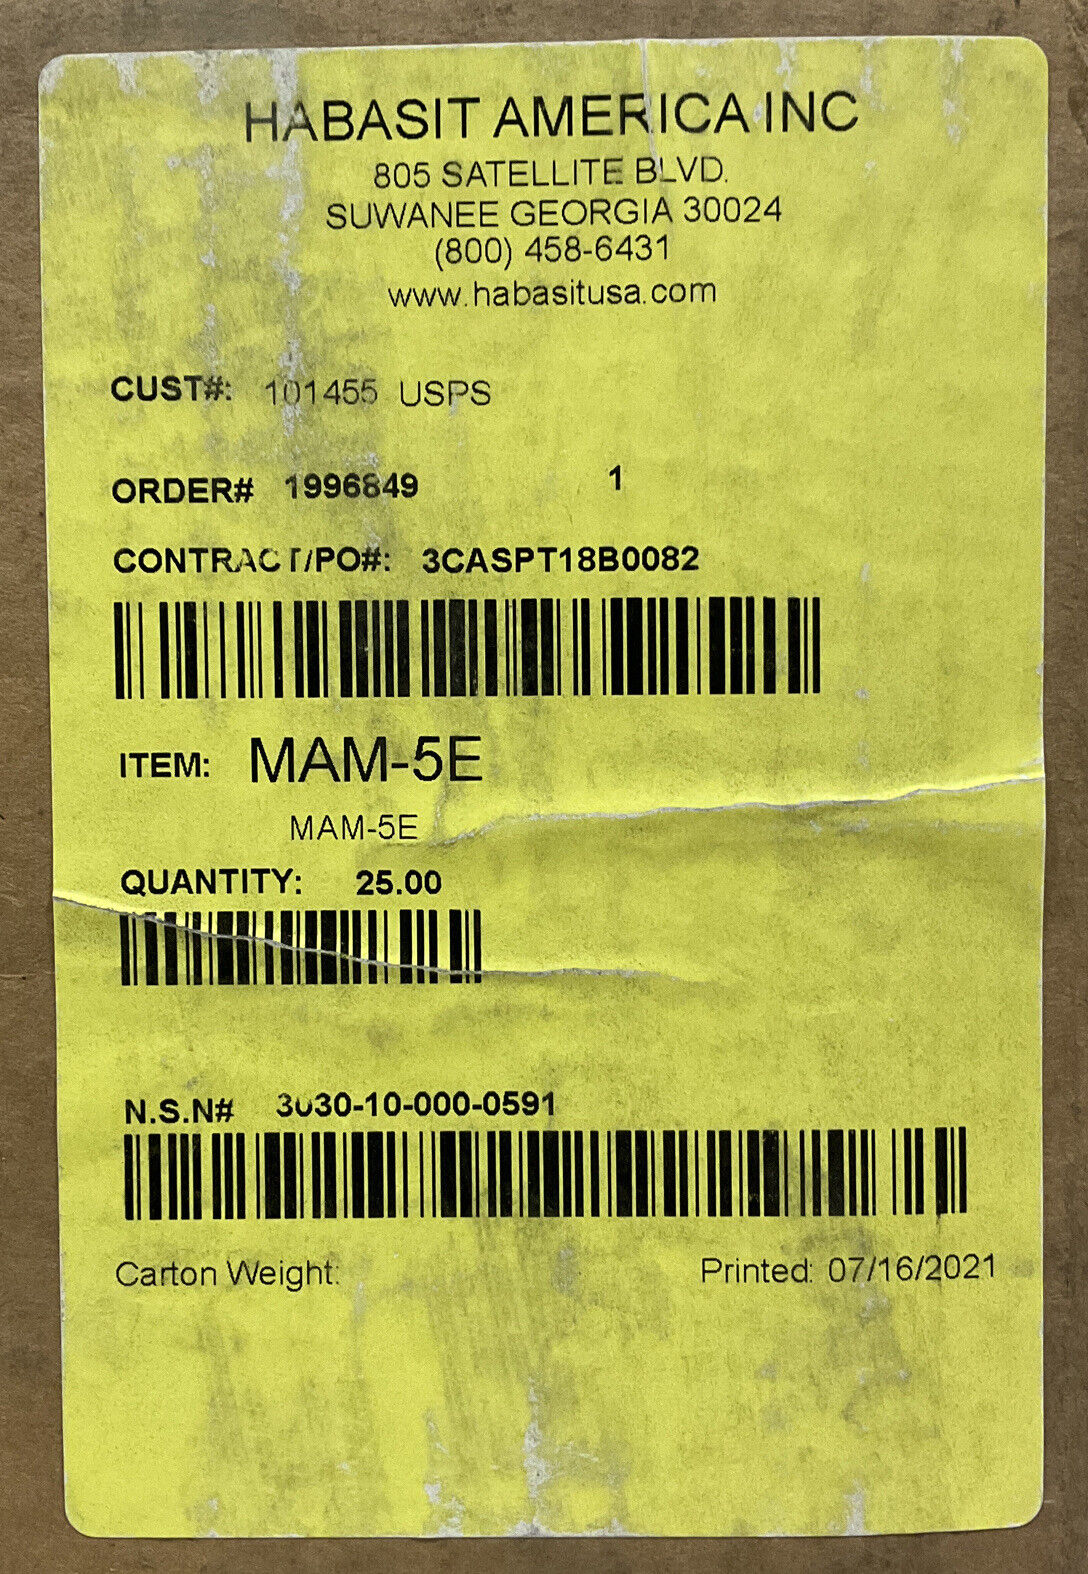 HABASIT AMERICA INC
805 SATELLITE BLVD.
SUWANEE GEORGIA 30024
(800) 458-6431
www.habasitusa.com
CUST#: 101455 USPS
ORDER# 1996849 1
CONTRACT/PO#: 3CASPT18B0082
ITEM: MAM-5E
MAM-5E
QUANTITY: 25.00
N.S.N# 3030-10-000-0591
Carton Weight:
Printed: 07/16/2021